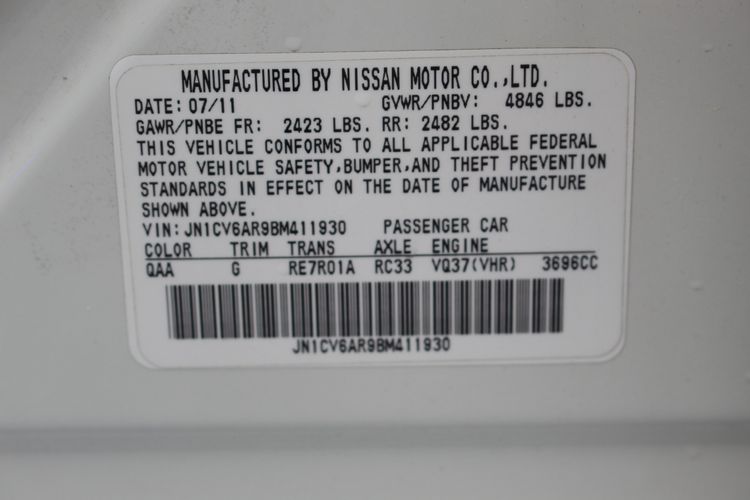 MANUFACTURED BY NISSAN MOTOR CO.,LTD.
DATE: 07/11 GVWR/PNBV: 4846 LBS.
GAWR/PNBE FR: 2423 LBS. RR: 2482 LBS.
THIS VEHICLE CONFORMS TO ALL APPLICABLE FEDERAL
MOTOR VEHICLE SAFETY,BUMPER,AND THEFT PREVENTION
STANDARDS IN EFFECT ON THE DATE OF MANUFACTURE
SHOWN ABOVE.
VIN: JN1CV6AR9BM411930 PASSENGER CAR
COLOR TRIM TRANS AXLE ENGINE
QAA G RE7R01A RC33 VQ37(VHR) 3696CC
JN1CV6AR9BM411930